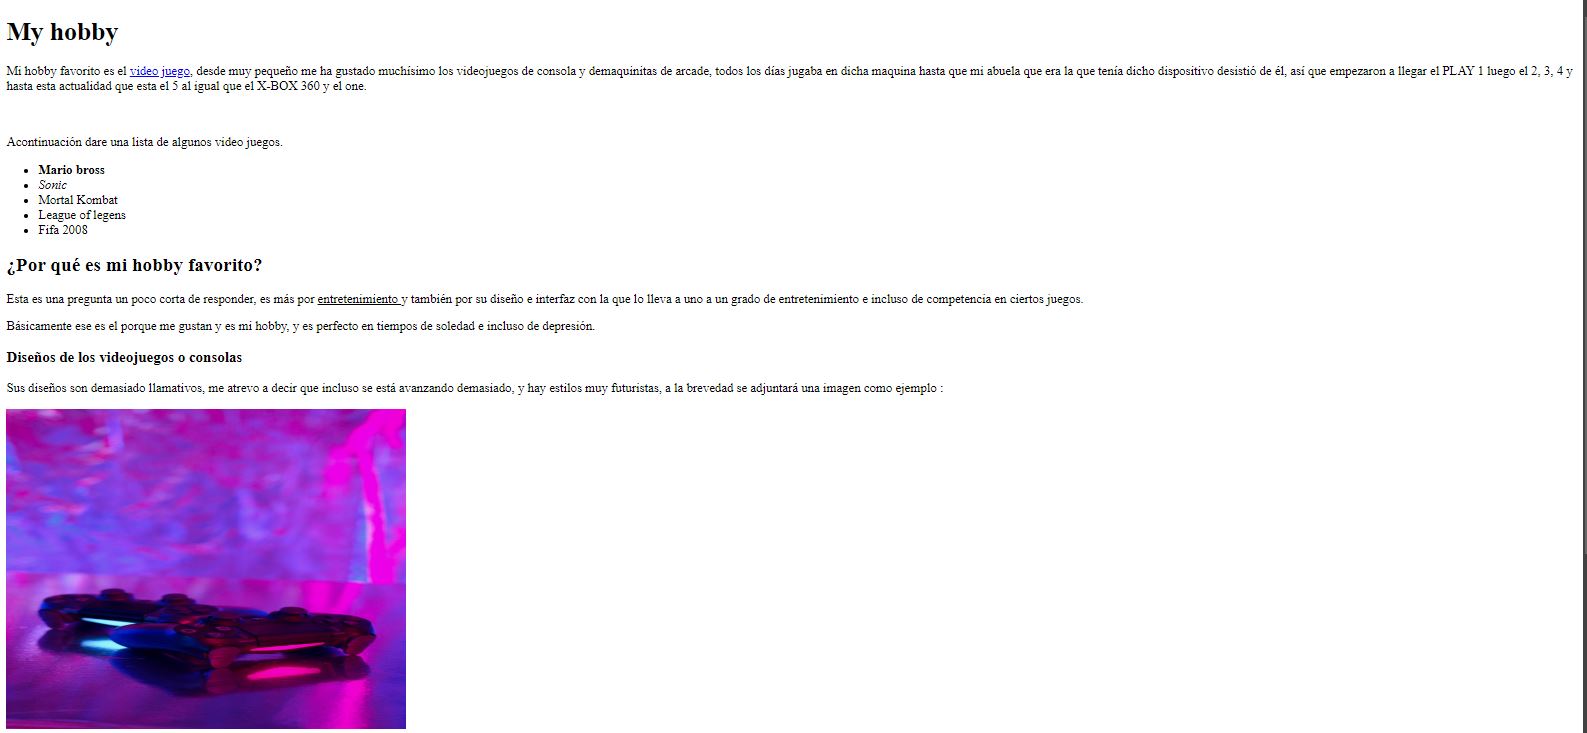 My hobby
Mi hobby favorito es el video juego, desde muy pequeño me ha gustado muchísimo los videojuegos de consola y demaquinitas de arcade, todos los días jugaba en dicha maquina hasta que mi abuela que era la que tenía dicho dispositivo desistió de él, así que empezaron a llegar el PLAY 1 luego el 2, 3, 4 y
hasta esta actualidad que esta el 5 al igual que el X-BOX 360 y el one.
Acontinuación dare una lista de algunos video juegos.
Mario bross
Sonic
Mortal Kombat
League of legens
Fifa 2008
¿Por qué es mi hobby favorito?
Esta es una pregunta un poco corta de responder, es más por entretenimiento y también por su diseño e interfaz con la que lo lleva a uno a un grado de entretenimiento e incluso de competencia en ciertos juegos.
Básicamente ese es el porque me gustan y es mi hobby, y es perfecto en tiempos de soledad e incluso de depresión.
Diseños de los videojuegos o consolas
Sus diseños son demasiado llamativos, me atrevo a decir que incluso se está avanzando demasiado, y hay estilos muy futuristas, a la brevedad se adjuntará una imagen como ejemplo :